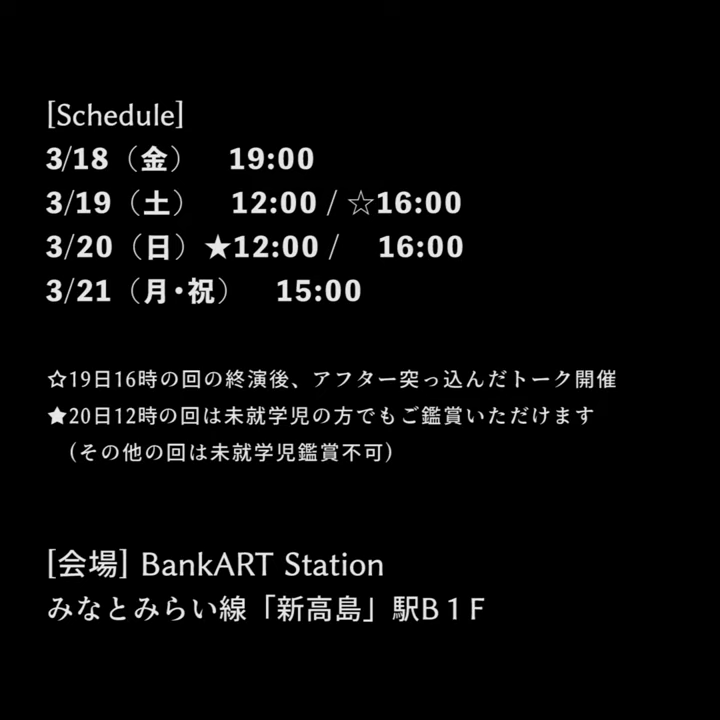 [Schedule]
3/18（金）　19:00
3/19（土）　12:00 / ☆16:00
3/20（日）★12:00 /　16:00
3/21（月・祝）　15:00
☆19日16時の回の終演後、アフター突っ込んだトーク開催
★20日12時の回は未就学児の方でもご鑑賞いただけます
（その他の回は未就学児鑑賞不可）
[会場] BankART Station
みなとみらい線「新高島」駅B１F